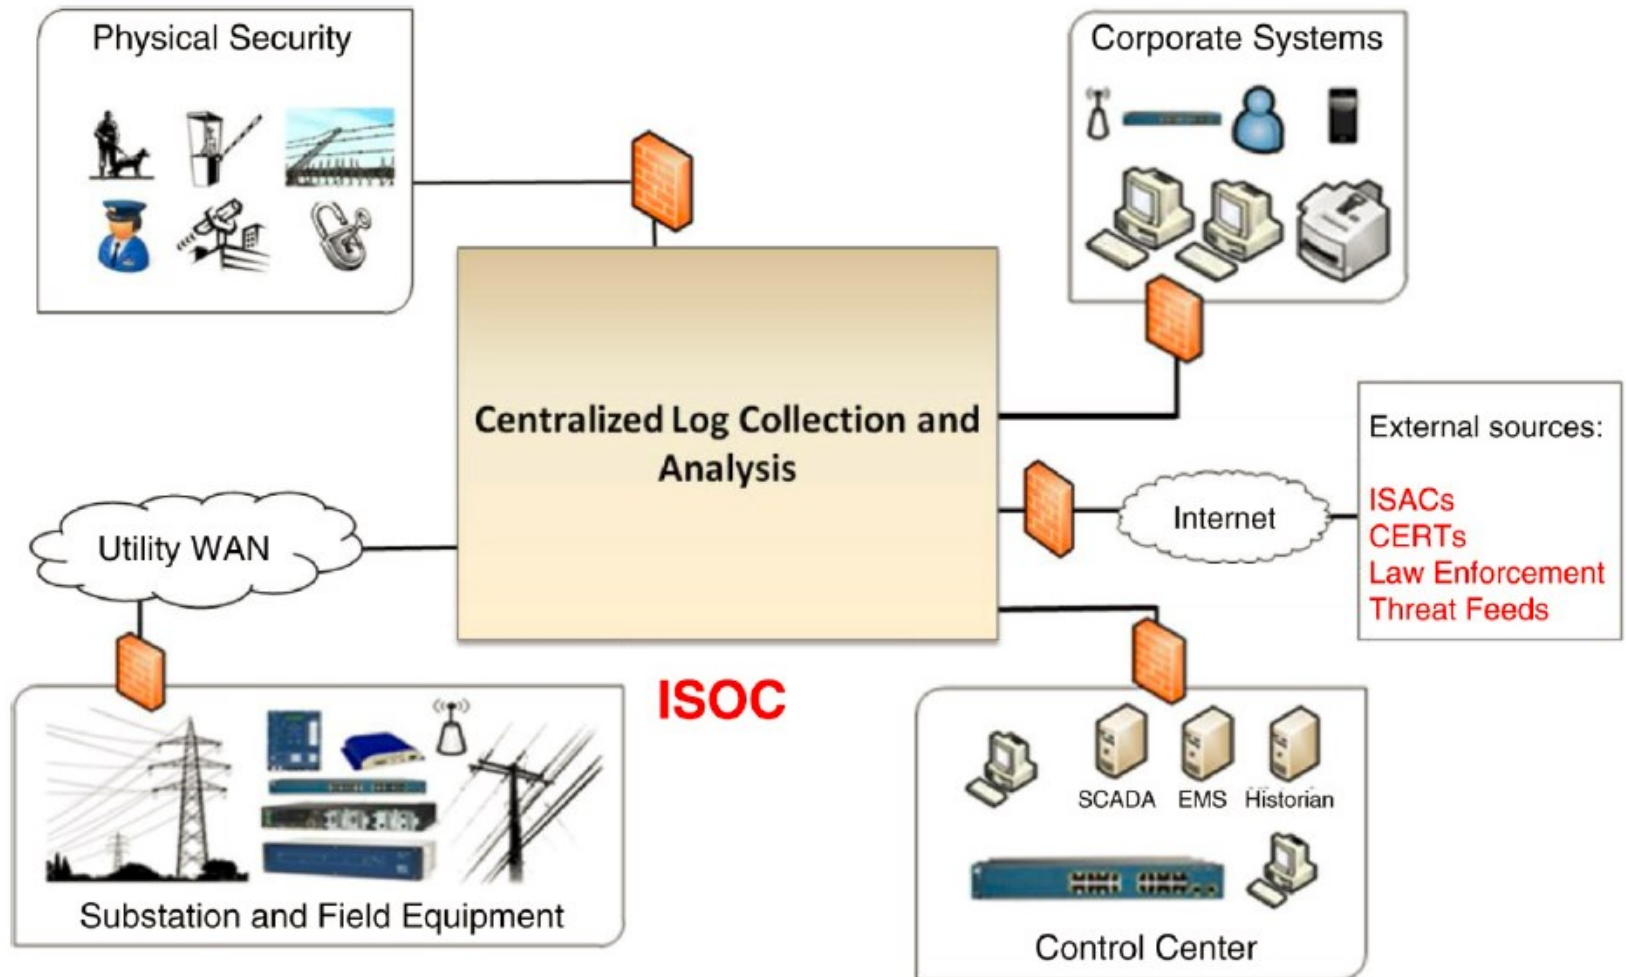 Physical Security
Corporate Systems
Centralized Log Collection and
Analysis
External sources:
ISACs
CERTs
Law Enforcement
Threat Feeds
Internet
Utility WAN
ISOC
Substation and Field Equipment
SCADA
EMS
Historian
Control Center